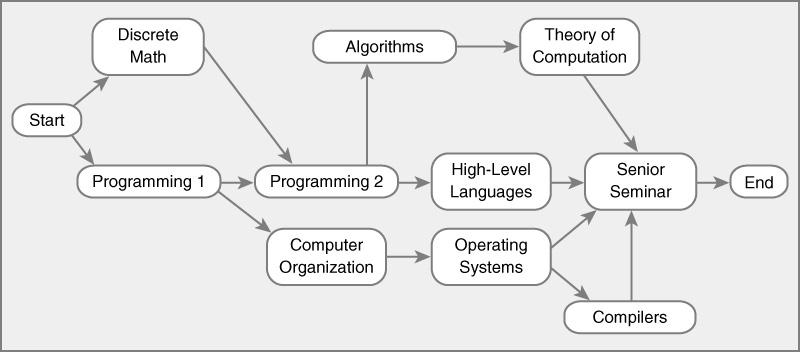 Discrete
Math
Algorithms
Theory of
Computation
Start
Programming 1
Programming 2
High-Level
Languages
Senior
Seminar
End
Computer
Organization
Operating
Systems
Compilers